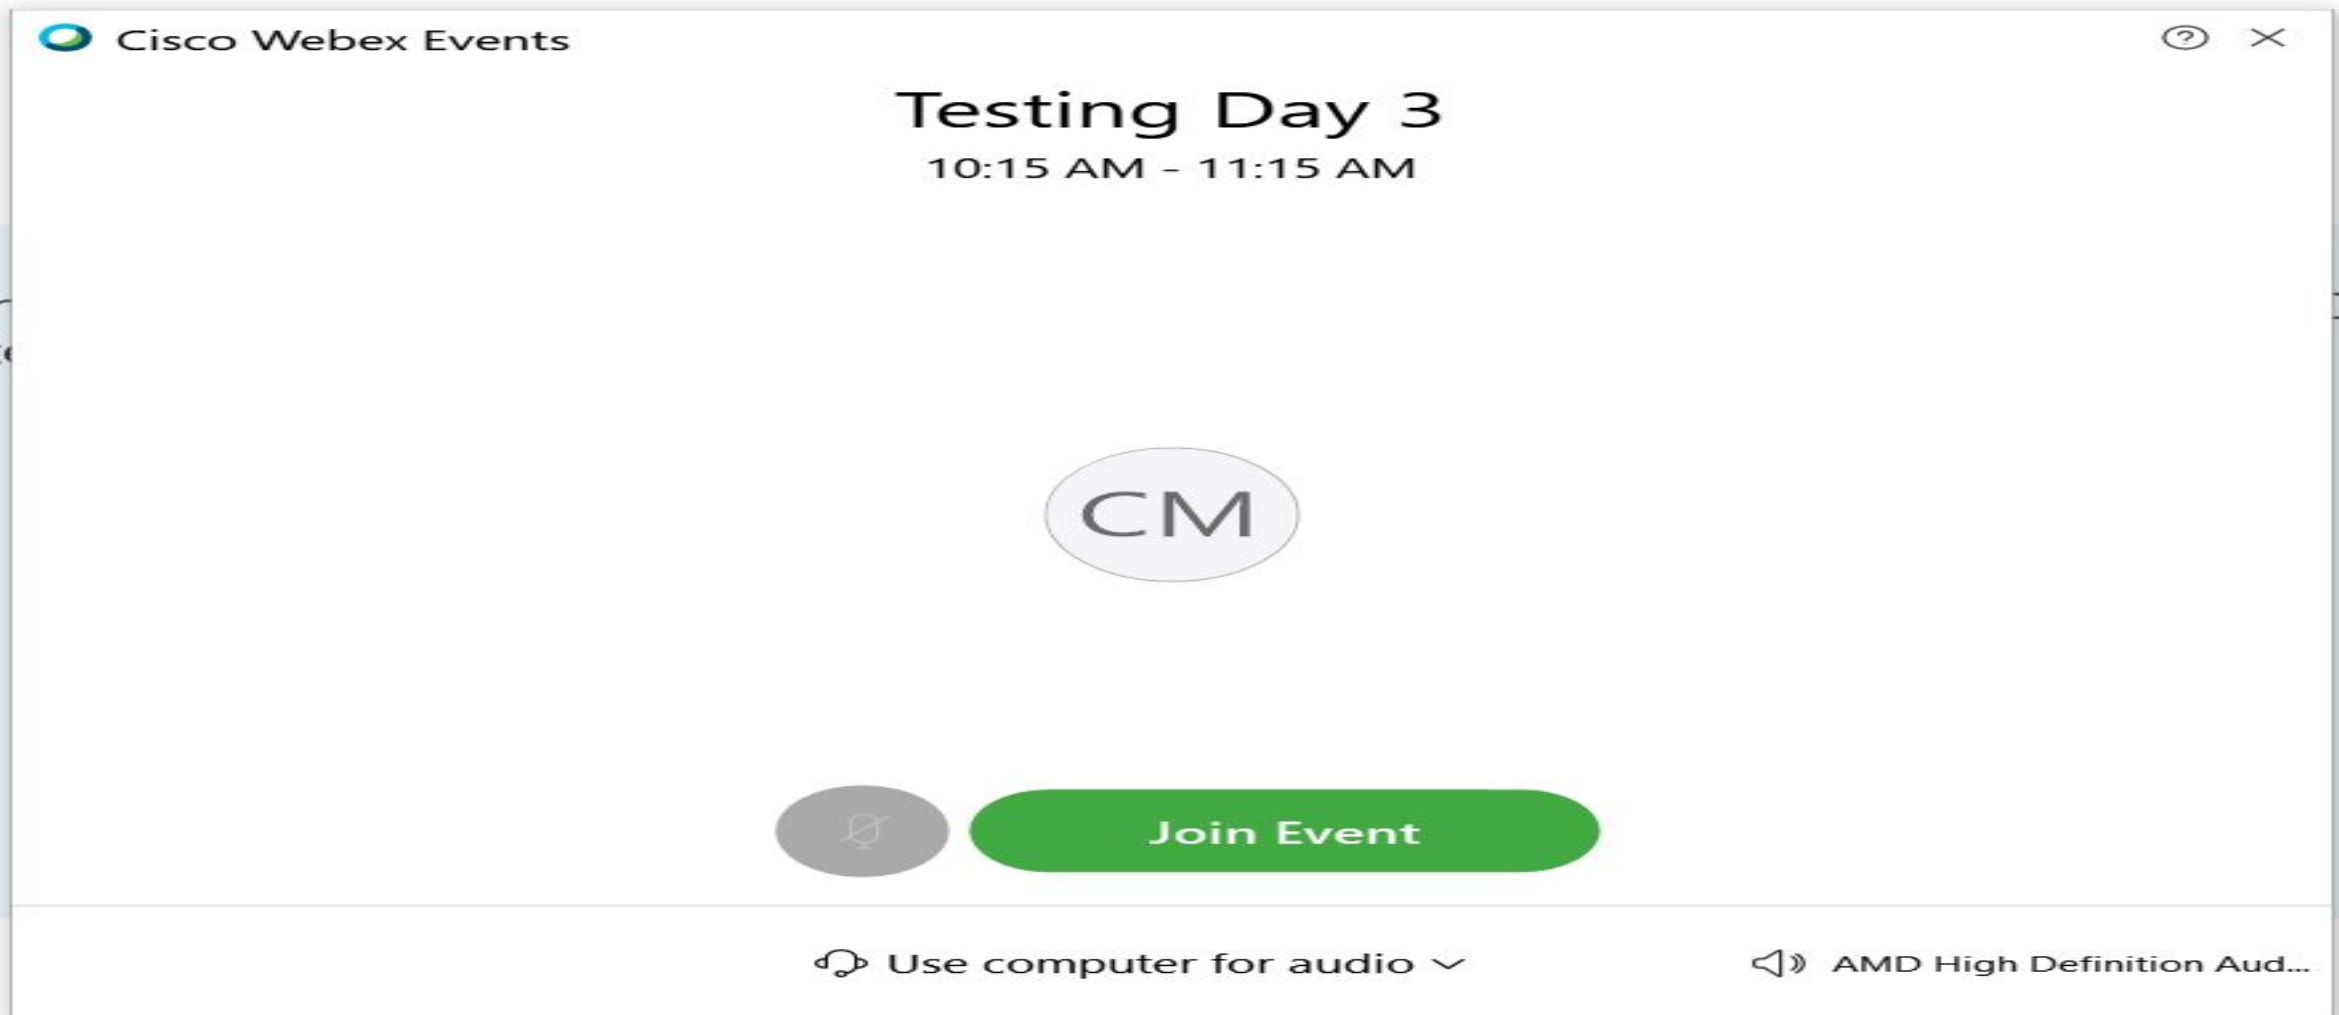 Cisco Webex Events
Testing Day 3
10:15 AM - 11:15 AM
CM
Join Event
Use computer for audio
AMD High Definition Aud...